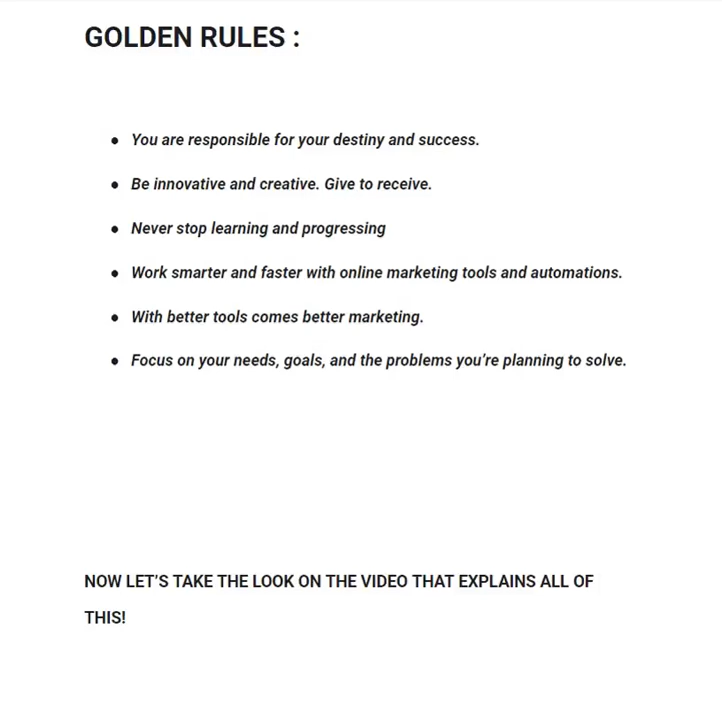 GOLDEN RULES :
● You are responsible for your destiny and success.
● Be innovative and creative. Give to receive.
● Never stop learning and progressing
● Work smarter and faster with online marketing tools and automations.
● With better tools comes better marketing.
● Focus on your needs, goals, and the problems you’re planning to solve.
NOW LET’S TAKE THE LOOK ON THE VIDEO THAT EXPLAINS ALL OF
THIS!